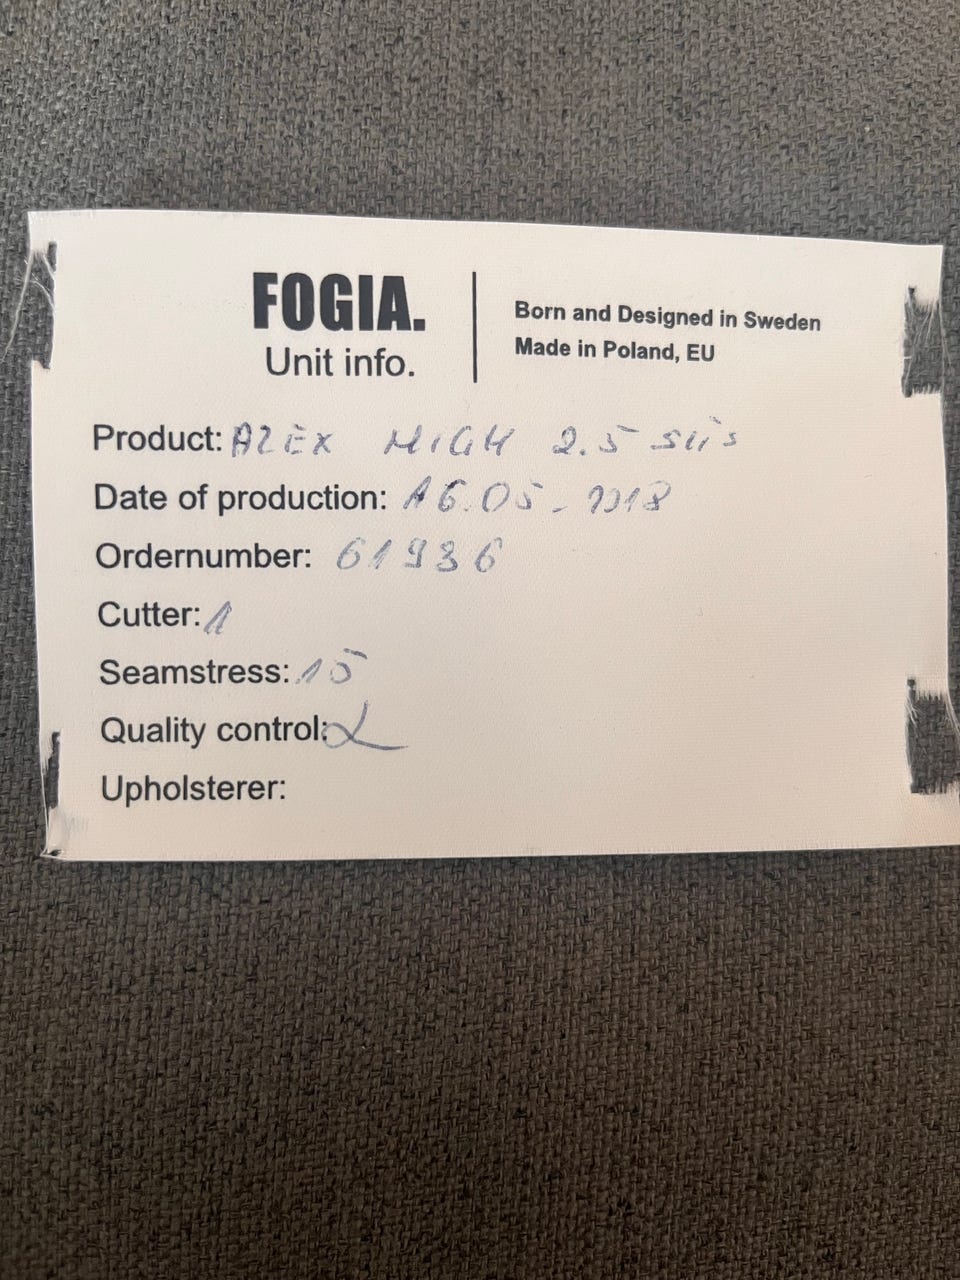 FOGIA.
Unit info.
Born and Designed in Sweden
Made in Poland, EU
Product: ALEX HIGH 2.5 sits
Date of production: 16.05.2018
Ordernumber: 61936
Cutter: 1
Seamstress: 15
Quality control:
Upholsterer: